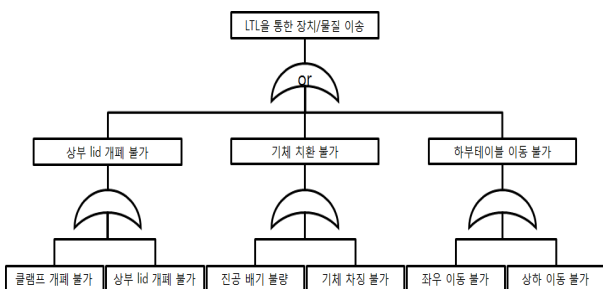 LTL을 통한 장치/물질 이송
or
상부 lid 개폐 불가
기체 치환 불가
하부테이블 이동 불가
클램프 개폐 불가
상부 lid 개폐 불가
진공 배기 불량
기체 차징 불가
좌우 이동 불가
상하 이동 불가